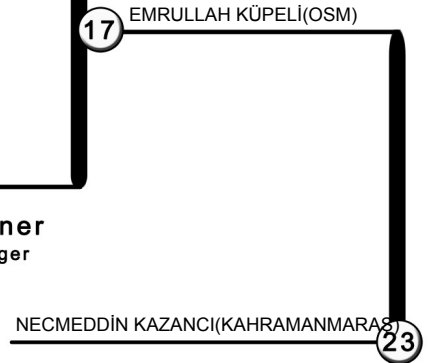 17
EMRULLAH KÜPELİ(OSM)
ner
ger
NECMEDDİN KAZANCI(KAHRAMANMARAŞ)
23